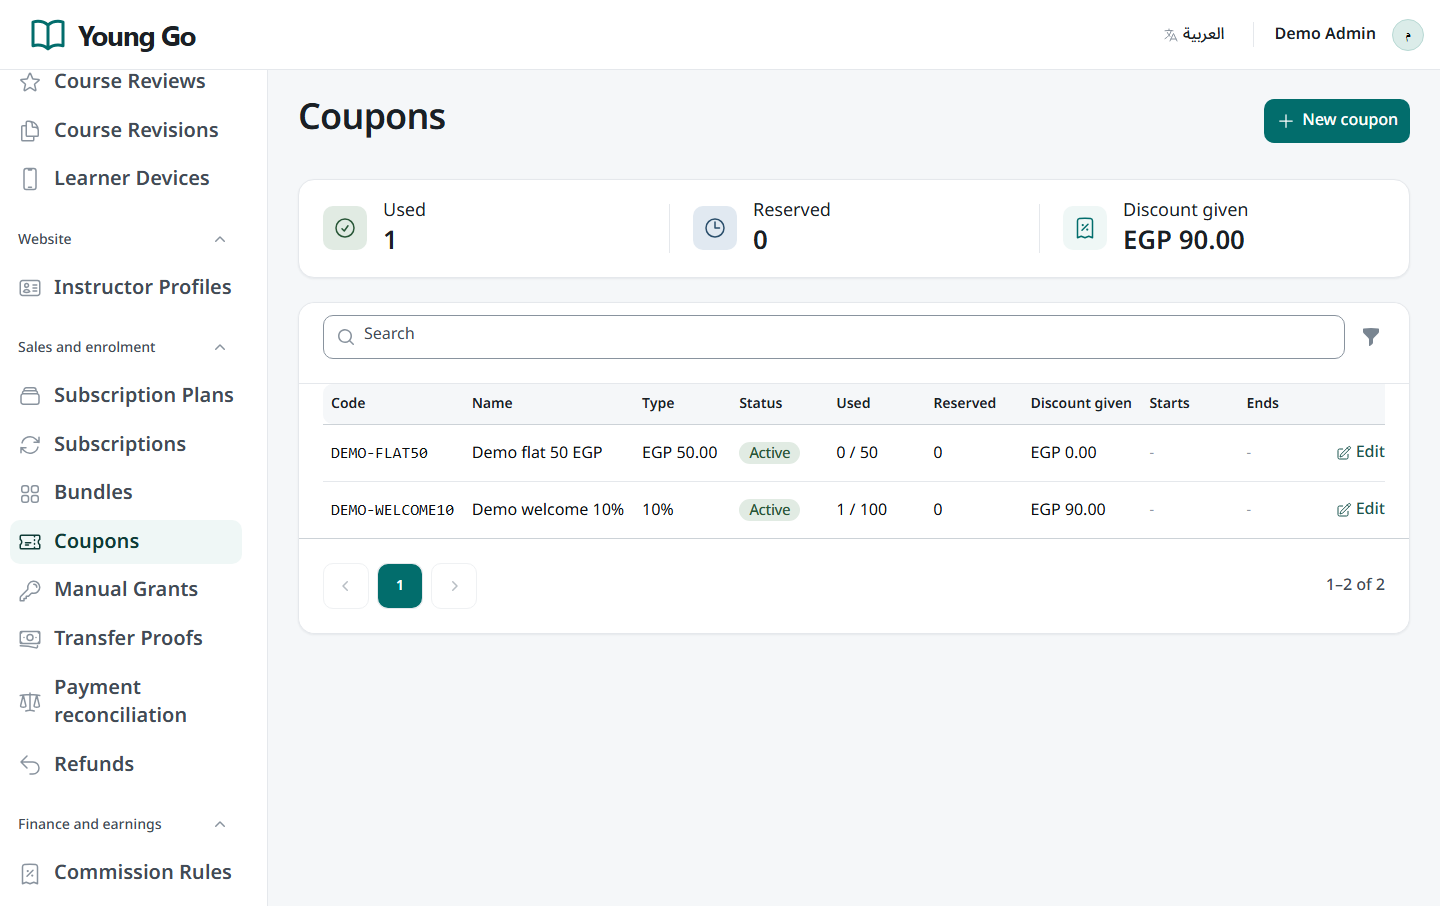 Young Go
العربية
Demo Admin
م
Course Reviews
Course Revisions
Learner Devices
Website
Instructor Profiles
Sales and enrolment
Subscription Plans
Subscriptions
Bundles
Coupons
Manual Grants
Transfer Proofs
Payment
reconciliation
Refunds
Finance and earnings
Commission Rules
Coupons
New coupon
Used
1
Reserved
0
Discount given
EGP 90.00
Search
Code Name Type Status Used Reserved Discount given Starts Ends
DEMO-FLAT50 Demo flat 50 EGP EGP 50.00 Active 0 / 50 0 EGP 0.00 - - Edit
DEMO-WELCOME10 Demo welcome 10% 10% Active 1 / 100 0 EGP 90.00 - - Edit
1
1–2 of 2